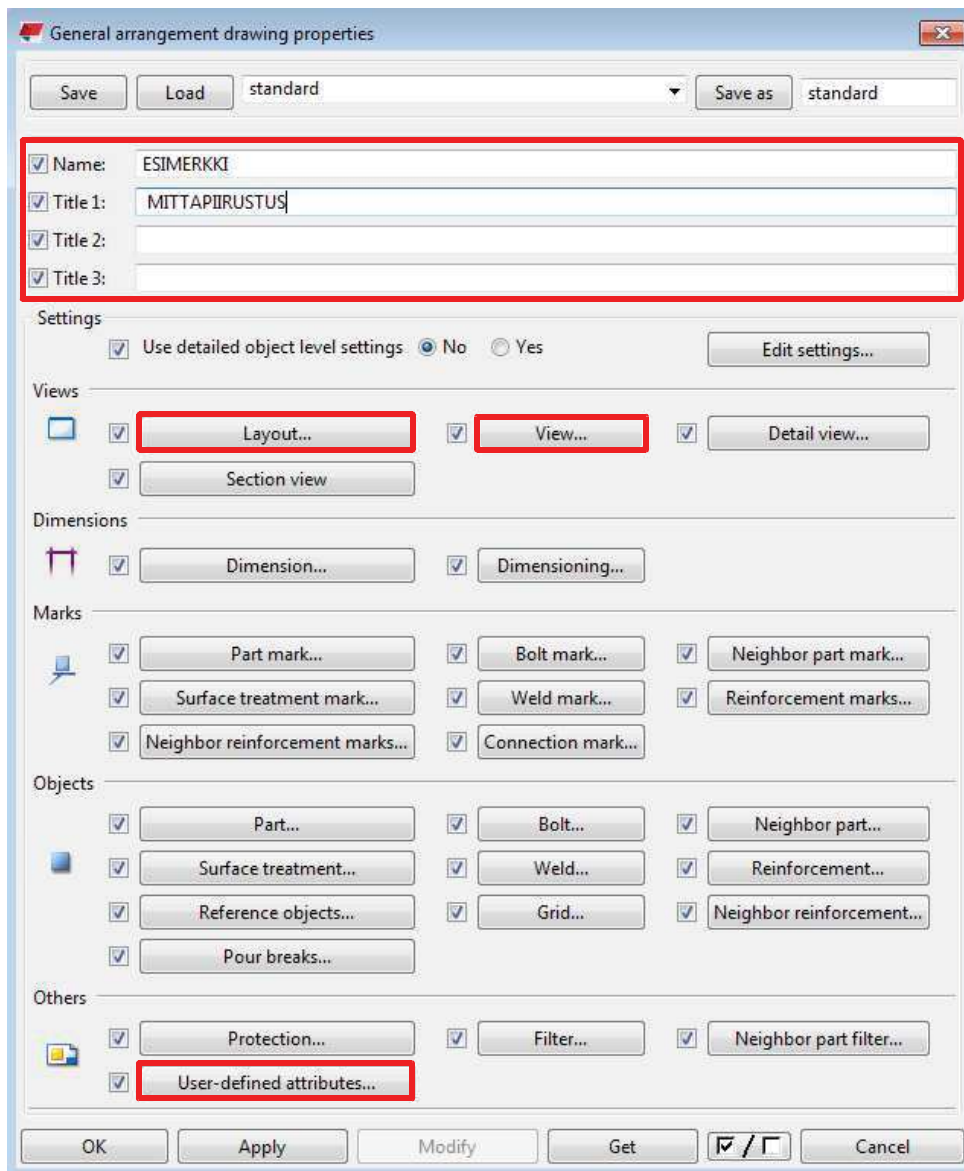 General arrangement drawing properties
Save Load standard Save as standard
Name: ESIMERKKI
Title 1: MITTAPIIRUSTUS
Title 2:
Title 3:
Settings
Use detailed object level settings No Yes Edit settings...
Views
Layout... View... Detail view...
Section view
Dimensions
Dimension... Dimensioning...
Marks
Part mark... Bolt mark... Neighbor part mark...
Surface treatment mark... Weld mark... Reinforcement marks...
Neighbor reinforcement marks... Connection mark...
Objects
Part... Bolt... Neighbor part...
Surface treatment... Weld... Reinforcement...
Reference objects... Grid... Neighbor reinforcement...
Pour breaks...
Others
Protection... Filter... Neighbor part filter...
User-defined attributes...
OK Apply Modify Get / Cancel